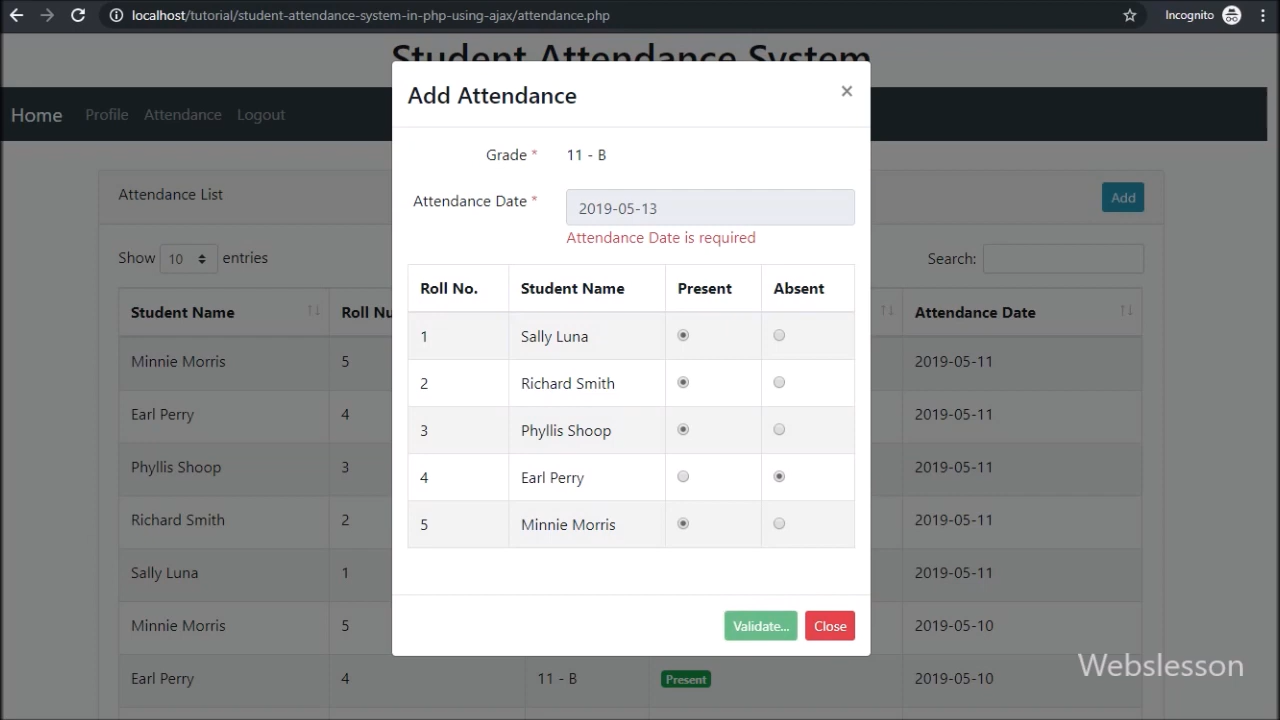 localhost/tutorial/student-attendance-system-in-php-using-ajax/attendance.php Incognito
Student Attendance System
Home Profile Attendance Logout
Attendance List Add
Show 10 entries Search:
Student Name Roll Nu Attendance Date
Minnie Morris 5 2019-05-11
Earl Perry 4 2019-05-11
Phyllis Shoop 3 2019-05-11
Richard Smith 2 2019-05-11
Sally Luna 1 2019-05-11
Minnie Morris 5 2019-05-10
Earl Perry 4 11 - B Present 2019-05-10
Add Attendance ×
Grade * 11 - B
Attendance Date * 2019-05-13
Attendance Date is required
Roll No. Student Name Present Absent
1 Sally Luna
2 Richard Smith
3 Phyllis Shoop
4 Earl Perry
5 Minnie Morris
Validate... Close
Webslesson